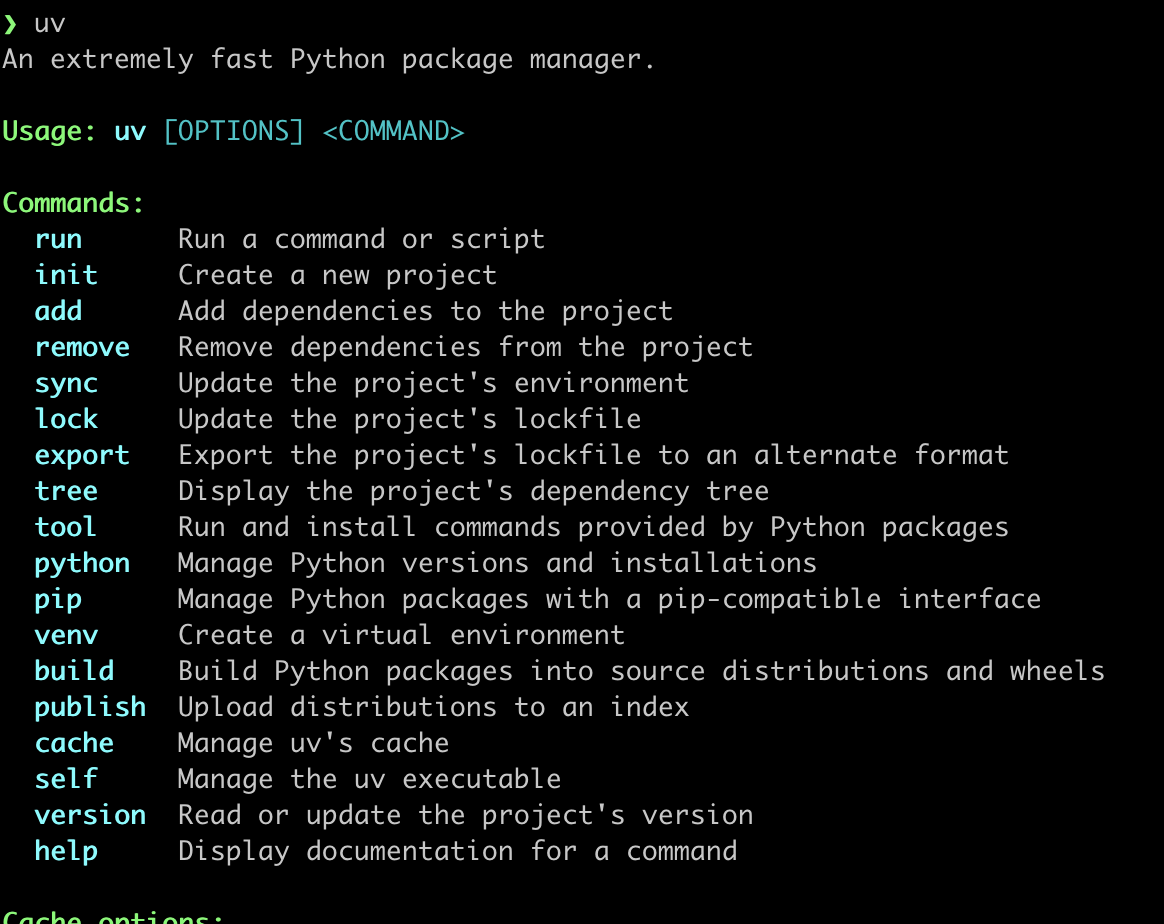 ❯ uv
An extremely fast Python package manager.
Usage: uv [OPTIONS] <COMMAND>
Commands:
run Run a command or script
init Create a new project
add Add dependencies to the project
remove Remove dependencies from the project
sync Update the project's environment
lock Update the project's lockfile
export Export the project's lockfile to an alternate format
tree Display the project's dependency tree
tool Run and install commands provided by Python packages
python Manage Python versions and installations
pip Manage Python packages with a pip-compatible interface
venv Create a virtual environment
build Build Python packages into source distributions and wheels
publish Upload distributions to an index
cache Manage uv's cache
self Manage the uv executable
version Read or update the project's version
help Display documentation for a command
Cache options: